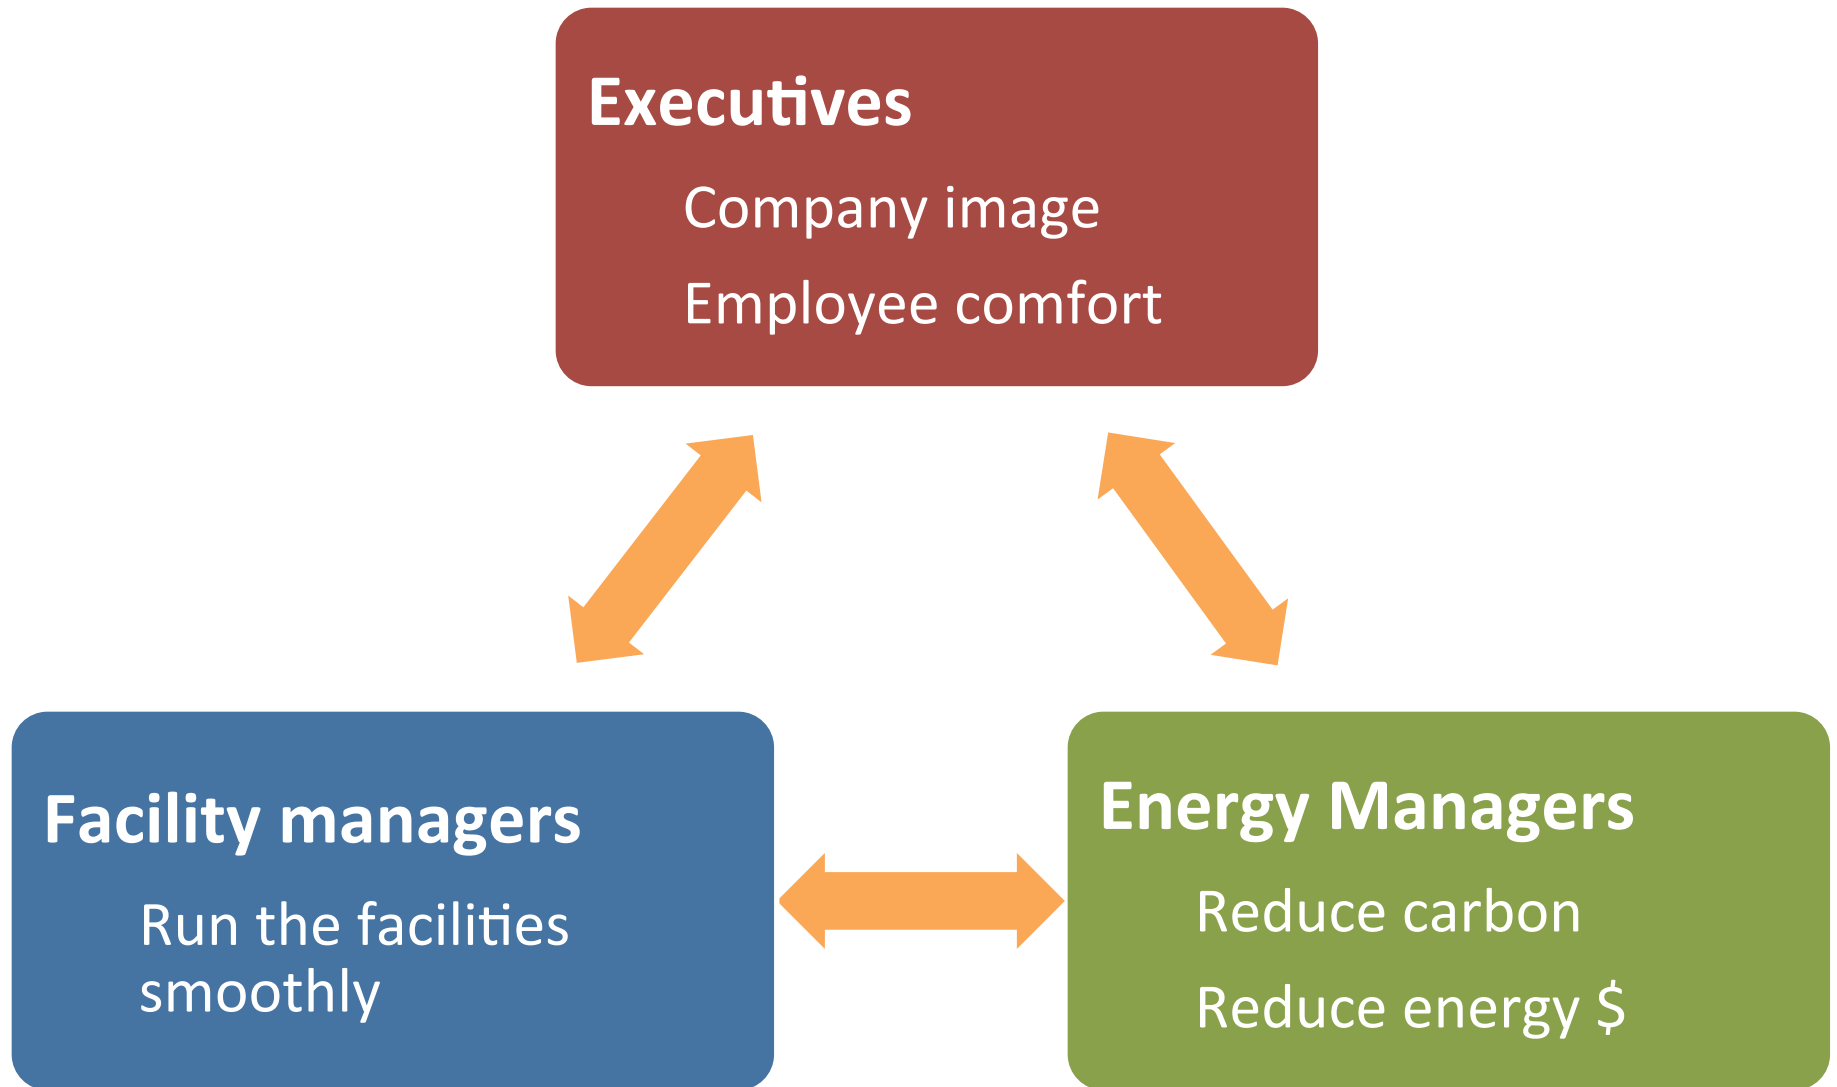 Executives
Company image
Employee comfort
Facility managers
Run the facilities
smoothly
Energy Managers
Reduce carbon
Reduce energy $